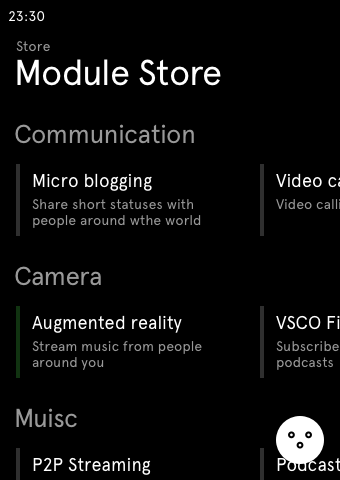 23:30
Store
Module Store
Communication
Micro blogging
Share short statuses with
people around wthe world
Video ca
Video calli
Camera
Augmented reality
Stream music from people
around you
VSCO Fi
Subscribe
podcasts
Muisc
P2P Streaming
Podcast